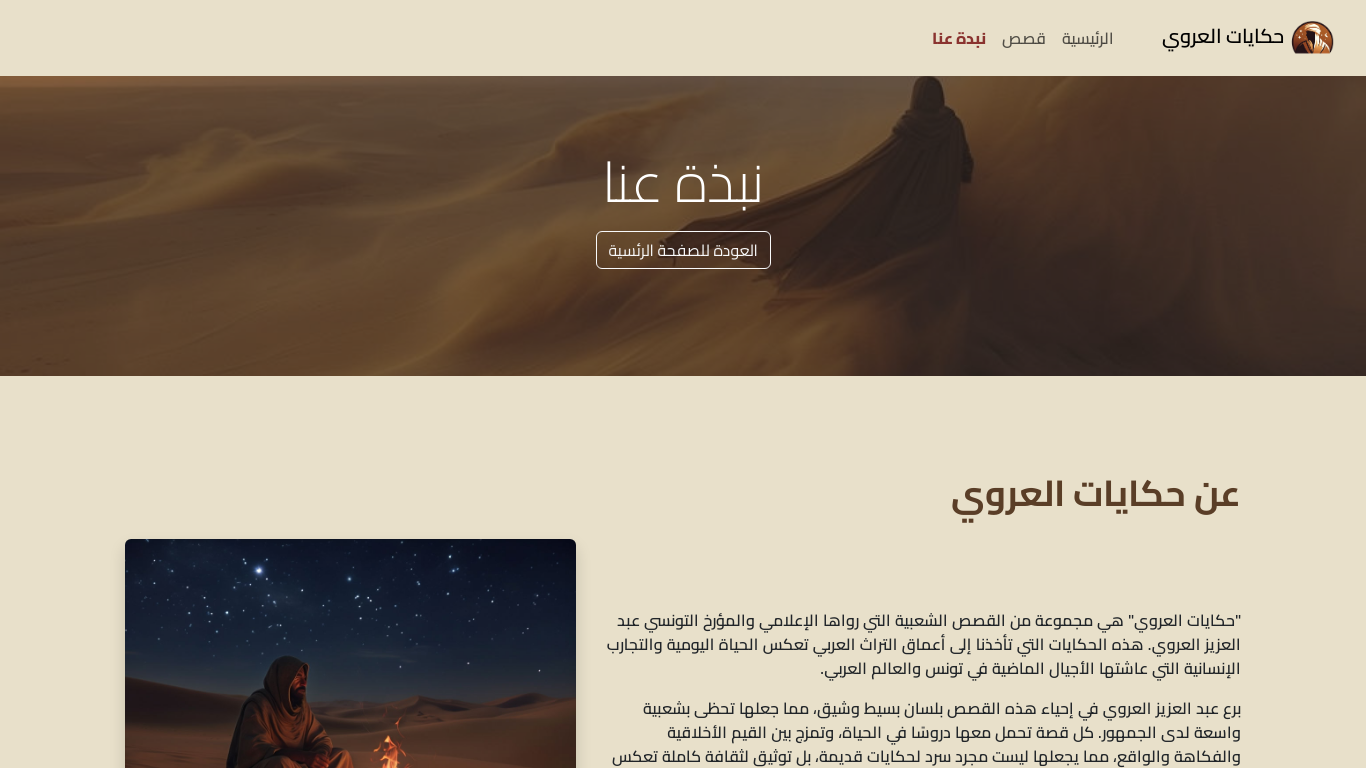 حكايات العروي
الرئيسية
قصص
نبدة عنا
نبذة عنا
العودة للصفحة الرئسية
عن حكايات العروي
"حكايات العروي" هي مجموعة من القصص الشعبية التي رواها الإعلامي والمؤرخ التونسي عبد
العزيز العروي. هذه الحكايات التي تأخذنا إلى أعماق التراث العربي تعكس الحياة اليومية والتجارب
الإنسانية التي عاشتها الأجيال الماضية في تونس والعالم العربي.
برع عبد العزيز العروي في إحياء هذه القصص بلسان بسيط وشيق، مما جعلها تحظى بشعبية
واسعة لدى الجمهور. كل قصة تحمل معها دروسًا في الحياة، وتمزج بين القيم الأخلاقية
والفكاهة والواقع، مما يجعلها ليست مجرد سرد لحكايات قديمة، بل توثيق لثقافة كاملة تعكس